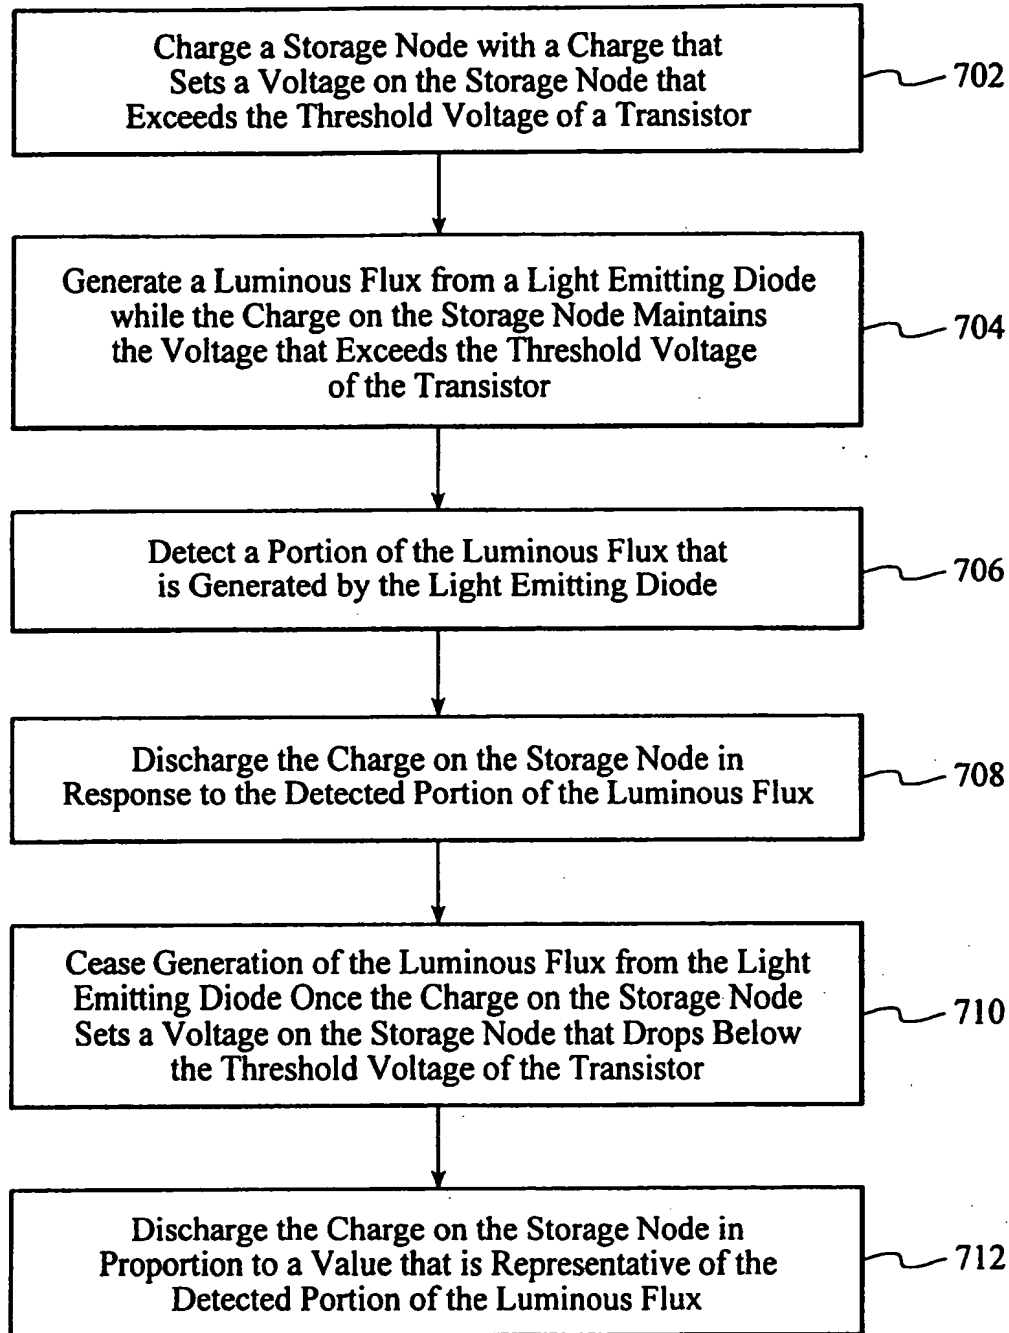 Charge a Storage Node with a Charge that
Sets a Voltage on the Storage Node that
Exceeds the Threshold Voltage of a Transistor
702
Generate a Luminous Flux from a Light Emitting Diode
while the Charge on the Storage Node Maintains
the Voltage that Exceeds the Threshold Voltage
of the Transistor
704
Detect a Portion of the Luminous Flux that
is Generated by the Light Emitting Diode
706
Discharge the Charge on the Storage Node in
Response to the Detected Portion of the Luminous Flux
708
Cease Generation of the Luminous Flux from the Light
Emitting Diode Once the Charge on the Storage Node
Sets a Voltage on the Storage Node that Drops Below
the Threshold Voltage of the Transistor
710
Discharge the Charge on the Storage Node in
Proportion to a Value that is Representative of the
Detected Portion of the Luminous Flux
712